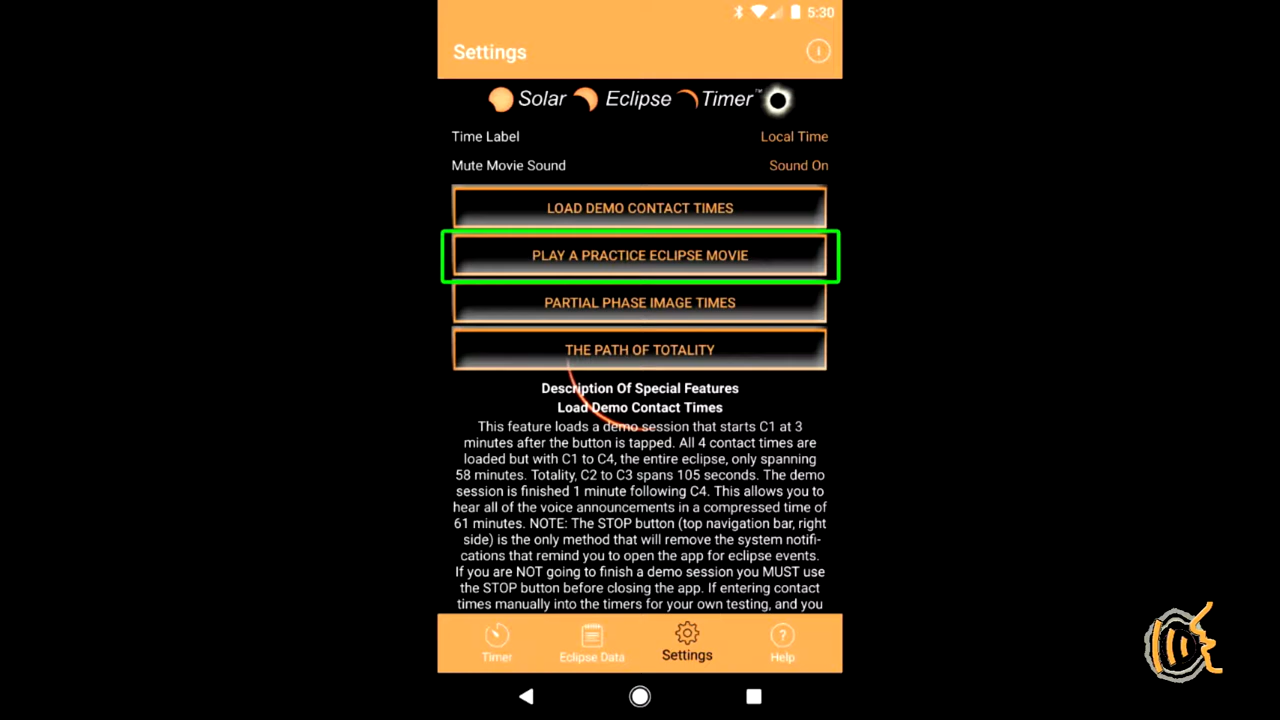 5:30
Settings
i
Solar Eclipse Timer™
Time Label Local Time
Mute Movie Sound Sound On
LOAD DEMO CONTACT TIMES
PLAY A PRACTICE ECLIPSE MOVIE
PARTIAL PHASE IMAGE TIMES
THE PATH OF TOTALITY
Description Of Special Features
Load Demo Contact Times
This feature loads a demo session that starts C1 at 3
minutes after the button is tapped. All 4 contact times are
loaded but with C1 to C4, the entire eclipse, only spanning
58 minutes. Totality, C2 to C3 spans 105 seconds. The demo
session is finished 1 minute following C4. This allows you to
hear all of the voice announcements in a compressed time of
61 minutes. NOTE: The STOP button (top navigation bar, right
side) is the only method that will remove the system notifi-
cations that remind you to open the app for eclipse events.
If you are NOT going to finish a demo session you MUST use
the STOP button before closing the app. If entering contact
times manually into the timers for your own testing, and you
Timer Eclipse Data Settings ? Help